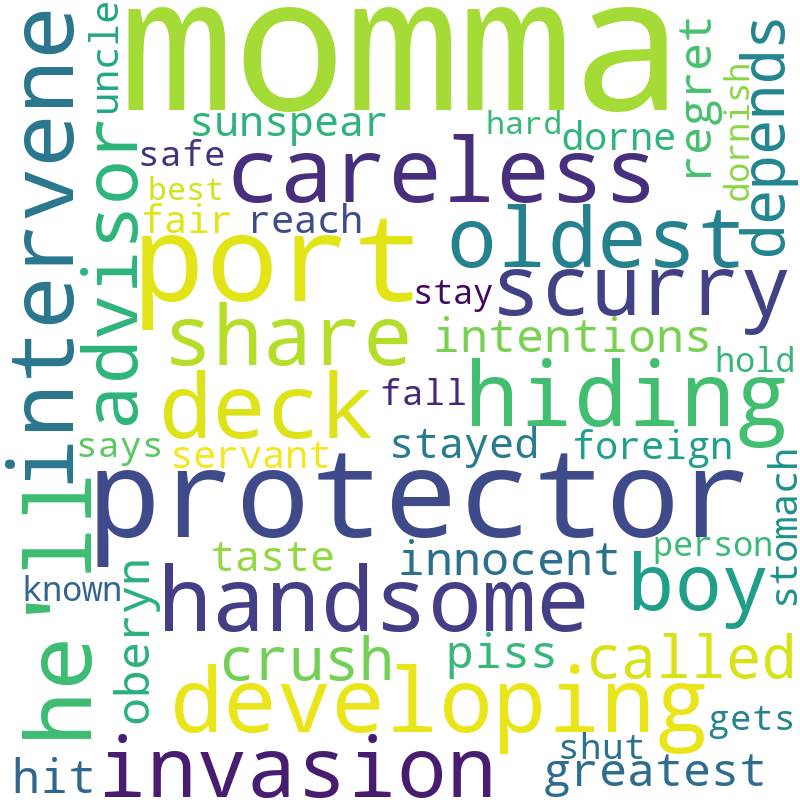 momma
uncle
intervene
advisor
sunspear
hard
dorne
regret
dornish
depends
safe
careless
best
fair
reach
port
oldest
stay
scurry
share
intentions
hold
deck
fall
hiding
says
servant
stayed
foreign
stomach
protector
he'll
taste
innocent
person
known
oberyn
handsome
boy
crush
piss
called
developing
gets
hit
invasion
shut
greatest